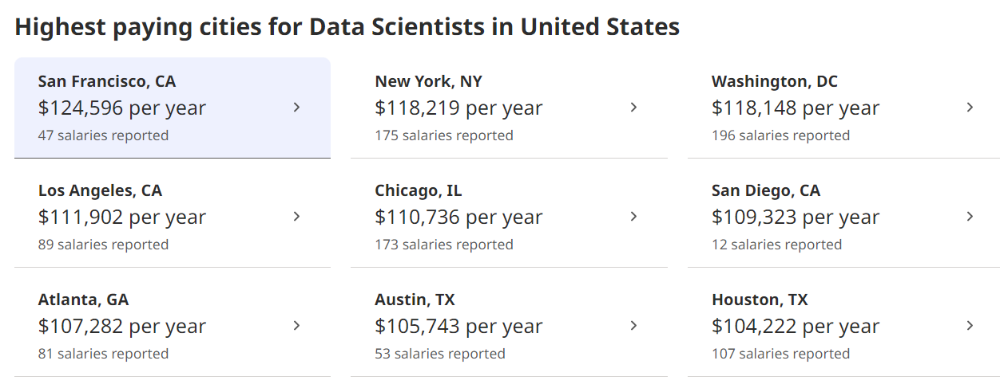 Highest paying cities for Data Scientists in United States
San Francisco, CA
$124,596 per year
47 salaries reported
New York, NY
$118,219 per year
175 salaries reported
Washington, DC
$118,148 per year
196 salaries reported
Los Angeles, CA
$111,902 per year
89 salaries reported
Chicago, IL
$110,736 per year
173 salaries reported
San Diego, CA
$109,323 per year
12 salaries reported
Atlanta, GA
$107,282 per year
81 salaries reported
Austin, TX
$105,743 per year
53 salaries reported
Houston, TX
$104,222 per year
107 salaries reported